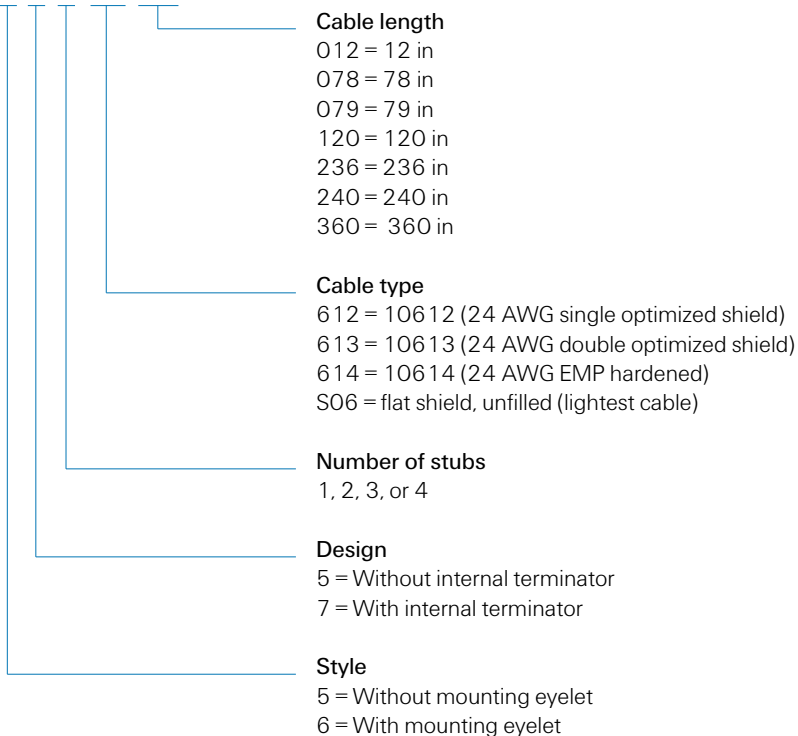 Cable length
012 = 12 in
078 = 78 in
079 = 79 in
120 = 120 in
236 = 236 in
240 = 240 in
360 = 360 in
Cable type
612 = 10612 (24 AWG single optimized shield)
613 = 10613 (24 AWG double optimized shield)
614 = 10614 (24 AWG EMP hardened)
S06 = flat shield, unfilled (lightest cable)
Number of stubs
1, 2, 3, or 4
Design
5 = Without internal terminator
7 = With internal terminator
Style
5 = Without mounting eyelet
6 = With mounting eyelet